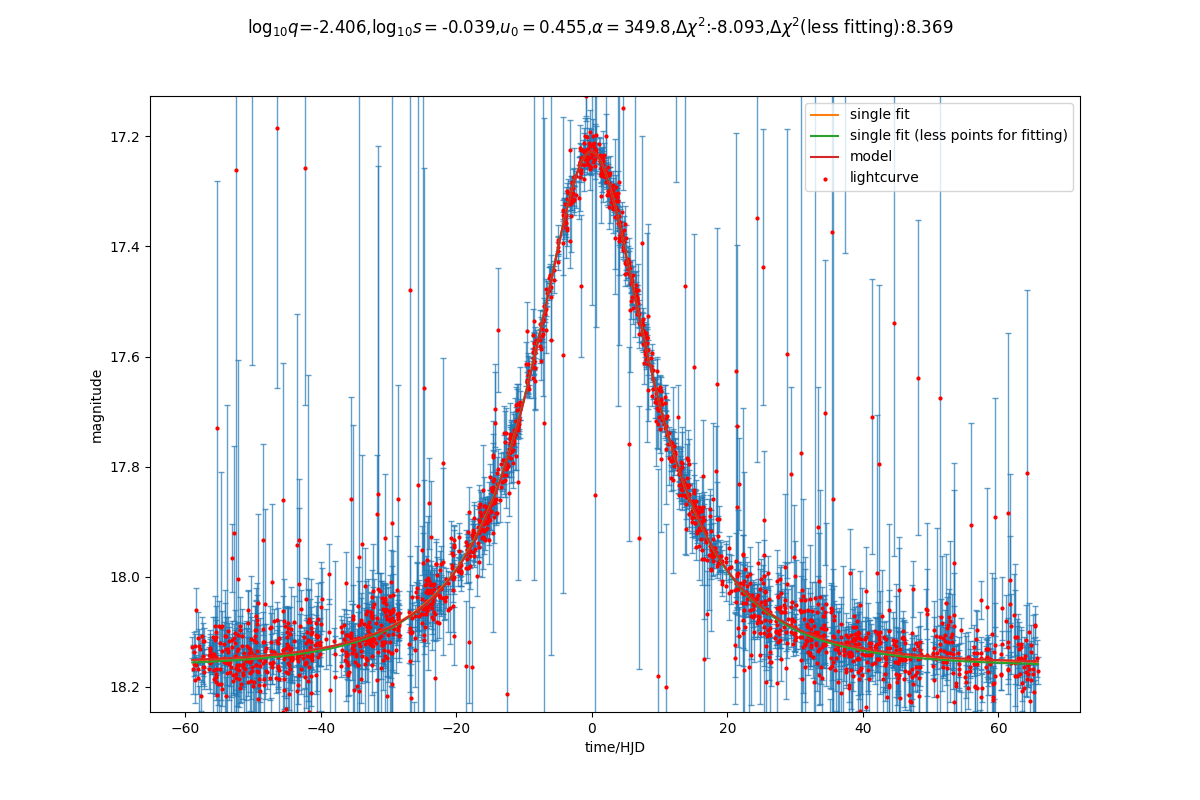 log₁₀q=-2.406,log₁₀s = -0.039,u₀ = 0.455,α = 349.8,Δχ²:-8.093,Δχ²(less fitting):8.369
single fit
single fit (less points for fitting)
model
lightcurve
17.2
17.4
17.6
17.8
18.0
18.2
magnitude
−60
−40
−20
0
20
40
60
time/HJD